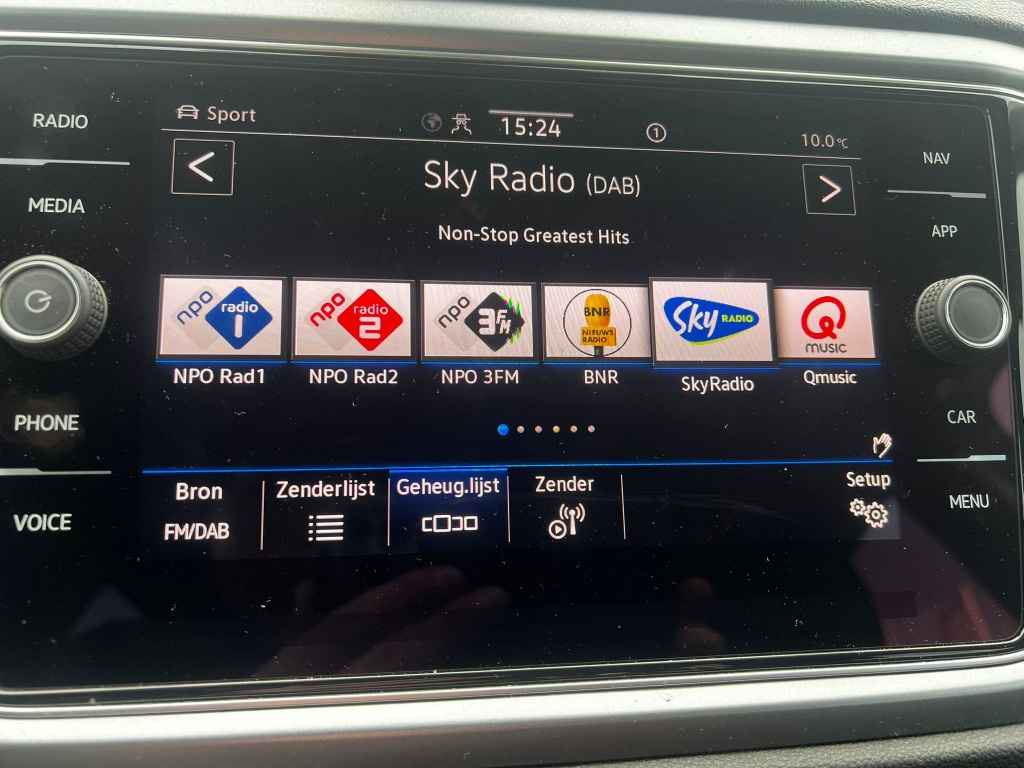 RADIO
MEDIA
PHONE
VOICE
Sport
15:24
1
10.0°C
Sky Radio (DAB)
Non-Stop Greatest Hits
npo radio 1
npo radio 2
npo 3FM
BNR NIEUWS RADIO
Sky RADIO
Q MUSIC
NPO Rad1
NPO Rad2
NPO 3FM
BNR
SkyRadio
Qmusic
Bron
FM/DAB
Zenderlijst
Geheug.lijst
Zender
Setup
NAV
APP
CAR
MENU